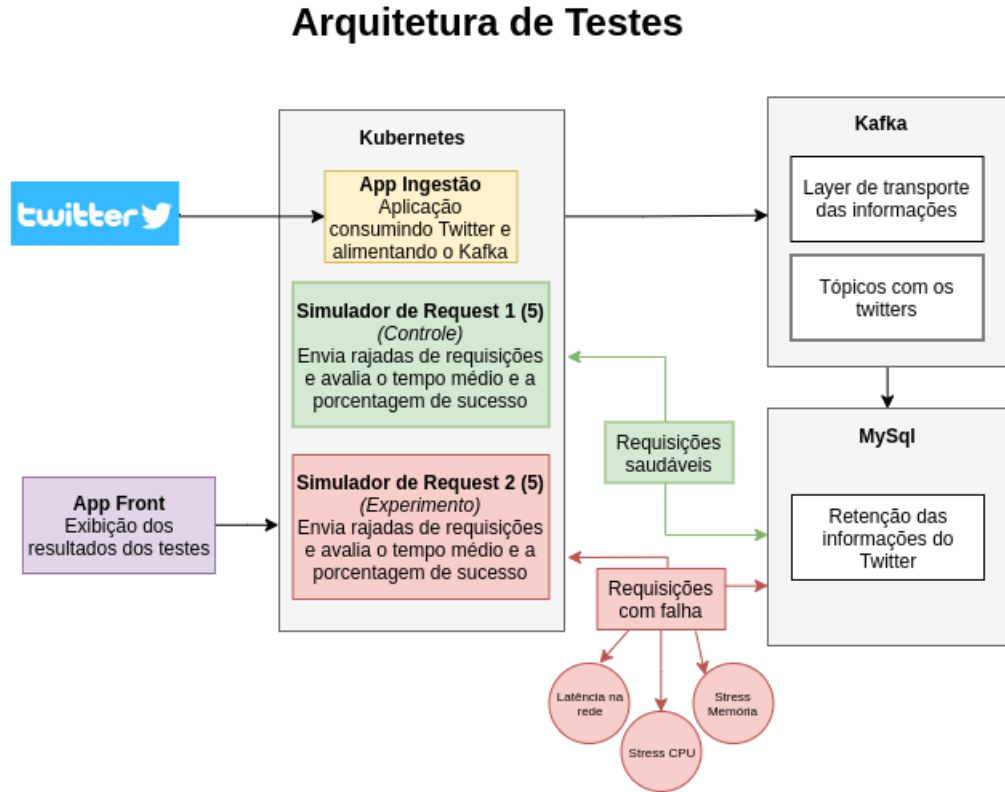 Arquitetura de Testes
twitter
Kubernetes
App Ingestão
Aplicação
consumindo Twitter e
alimentando o Kafka
Simulador de Request 1 (5)
(Controle)
Envia rajadas de requisições
e avalia o tempo médio e a
porcentagem de sucesso
Simulador de Request 2 (5)
(Experimento)
Envia rajadas de requisições
e avalia o tempo médio e a
porcentagem de sucesso
App Front
Exibição dos
resultados dos testes
Kafka
Layer de transporte
das informações
Tópicos com os
twitters
Requisições
saudáveis
MySql
Retenção das
informações do
Twitter
Requisições
com falha
Latência na
rede
Stress CPU
Stress
Memória